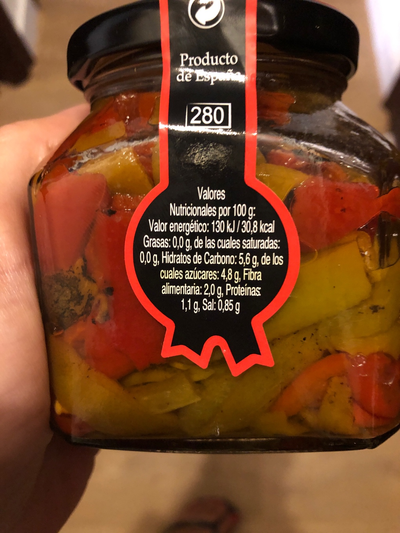 Producto
de España
280
Valores
Nutricionales por 100 g:
Valor energético: 130 kJ / 30,8 kcal
Grasas: 0,0 g, de las cuales saturadas:
0,0 g, Hidratos de Carbono: 5,6 g, de los
cuales azúcares: 4,8 g, Fibra
alimentaria: 2,0 g, Proteínas:
1,1 g, Sal: 0,85 g